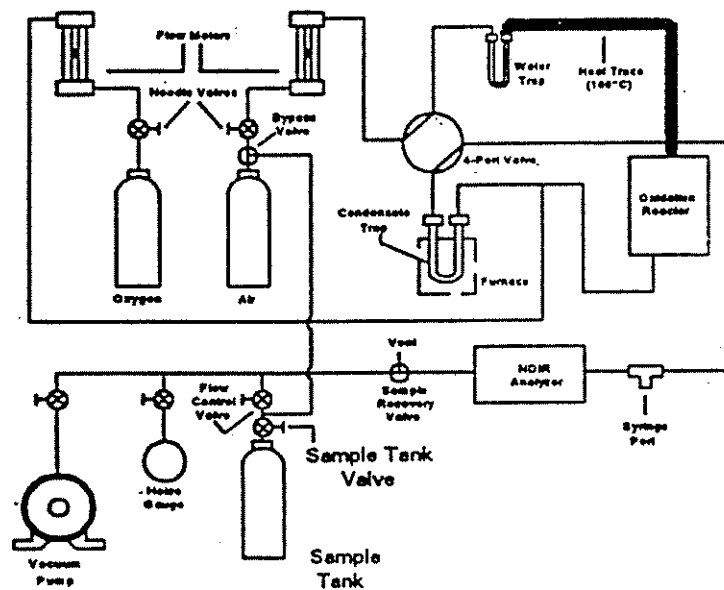 Flow Meters
Needle Valves
Bypass
Valve
Water
Trap
Heat Trace
(100°C)
4-Port Valve
Oxidation
Reactor
Condensate
Trap
Furnace
Oxygen
Air
Vent
NDIR
Analyzer
Sample
Recovery
Valve
Syringe
Port
Flow
Control
Valve
Sample Tank
Valve
Gauge
Vacuum
Pump
Sample
Tank